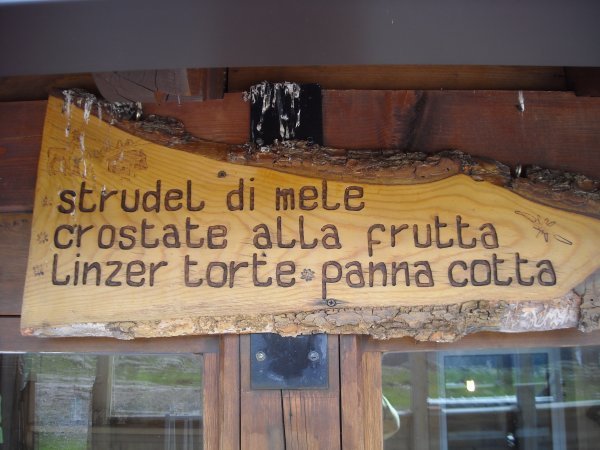 strudel di mele
crostate alla frutta
linzer torte panna cotta